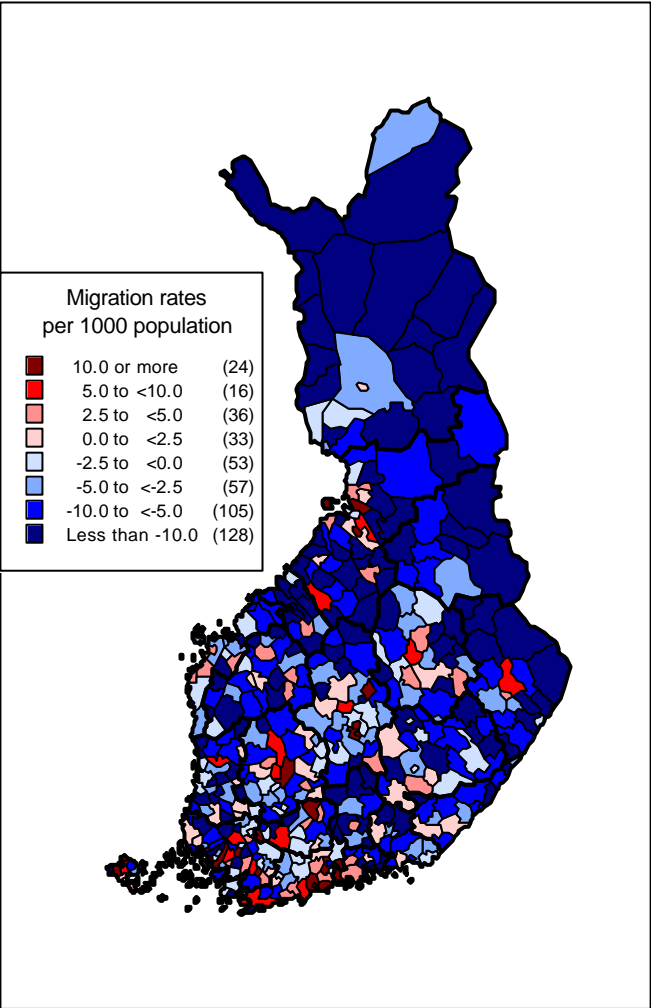 Migration rates
per 1000 population
10.0 or more (24)
5.0 to <10.0 (16)
2.5 to <5.0 (36)
0.0 to <2.5 (33)
-2.5 to <0.0 (53)
-5.0 to <-2.5 (57)
-10.0 to <-5.0 (105)
Less than -10.0 (128)